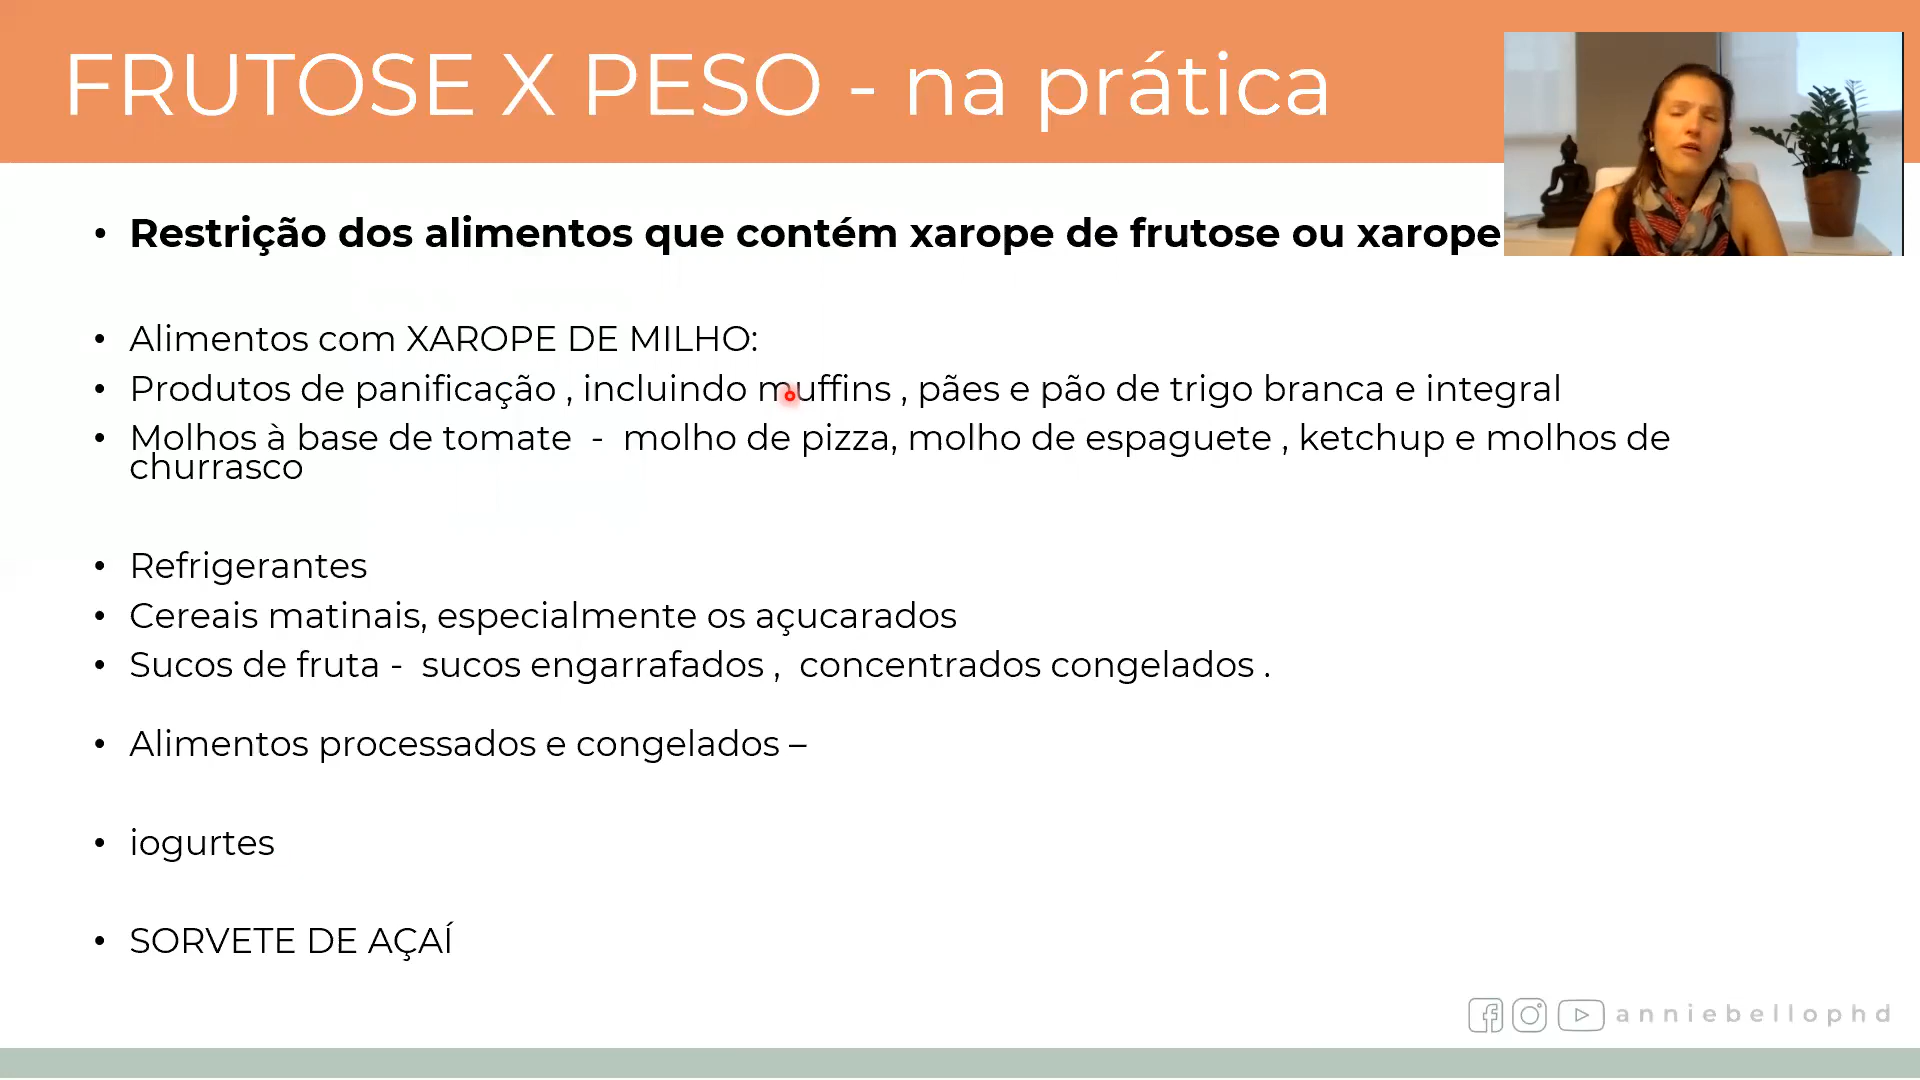 FRUTOSE X PESO - na prática
• Restrição dos alimentos que contém xarope de frutose ou xarope
• Alimentos com XAROPE DE MILHO:
• Produtos de panificação , incluindo muffins , pães e pão de trigo branca e integral
• Molhos à base de tomate - molho de pizza, molho de espaguete , ketchup e molhos de
churrasco
• Refrigerantes
• Cereais matinais, especialmente os açucarados
• Sucos de fruta - sucos engarrafados , concentrados congelados .
• Alimentos processados e congelados –
• iogurtes
• SORVETE DE AÇAÍ
anniebellophd